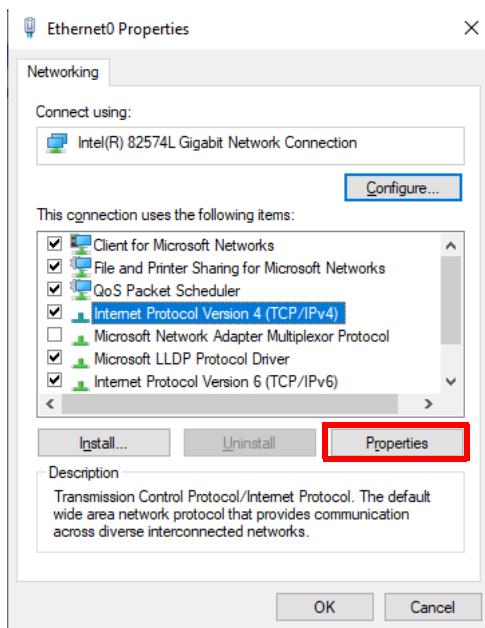 Ethernet0 Properties
Networking
Connect using:
Intel(R) 82574L Gigabit Network Connection
Configure...
This connection uses the following items:
Client for Microsoft Networks
File and Printer Sharing for Microsoft Networks
QoS Packet Scheduler
Internet Protocol Version 4 (TCP/IPv4)
Microsoft Network Adapter Multiplexor Protocol
Microsoft LLDP Protocol Driver
Internet Protocol Version 6 (TCP/IPv6)
Install...
Uninstall
Properties
Description
Transmission Control Protocol/Internet Protocol. The default
wide area network protocol that provides communication
across diverse interconnected networks.
OK
Cancel